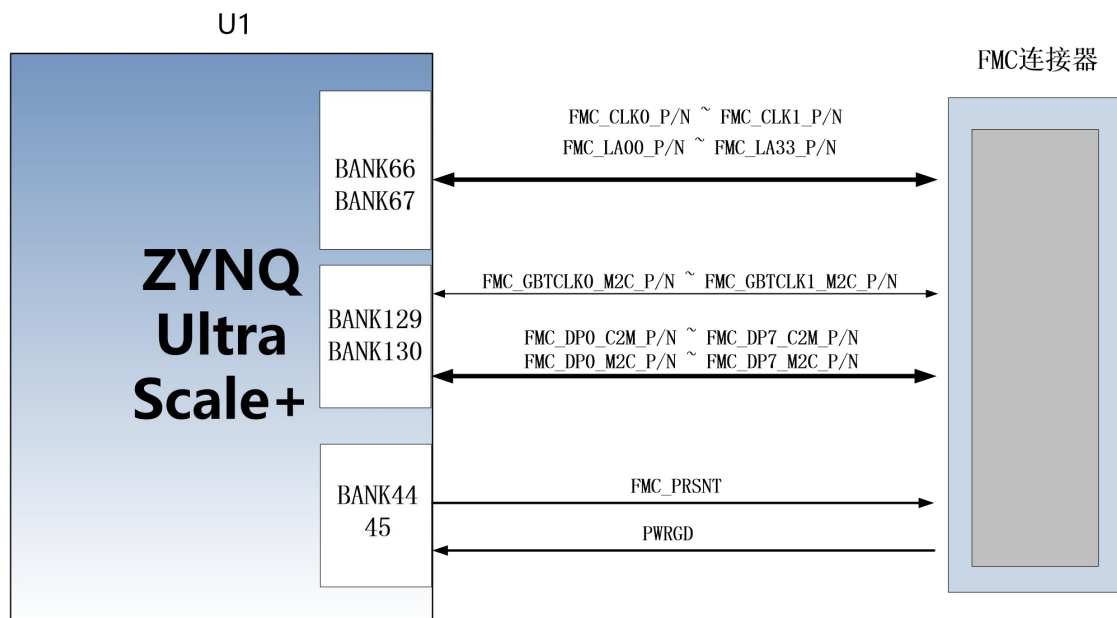 U1
FMC连接器
FMC_CLK0_P/N ~ FMC_CLK1_P/N
FMC_LA00_P/N ~ FMC_LA33_P/N
BANK66
BANK67
ZYNQ
Ultra
Scale+
FMC_GBTCLK0_M2C_P/N ~ FMC_GBTCLK1_M2C_P/N
BANK129
BANK130
FMC_DP0_C2M_P/N ~ FMC_DP7_C2M_P/N
FMC_DP0_M2C_P/N ~ FMC_DP7_M2C_P/N
BANK44
45
FMC_PRSNT
PWRGD